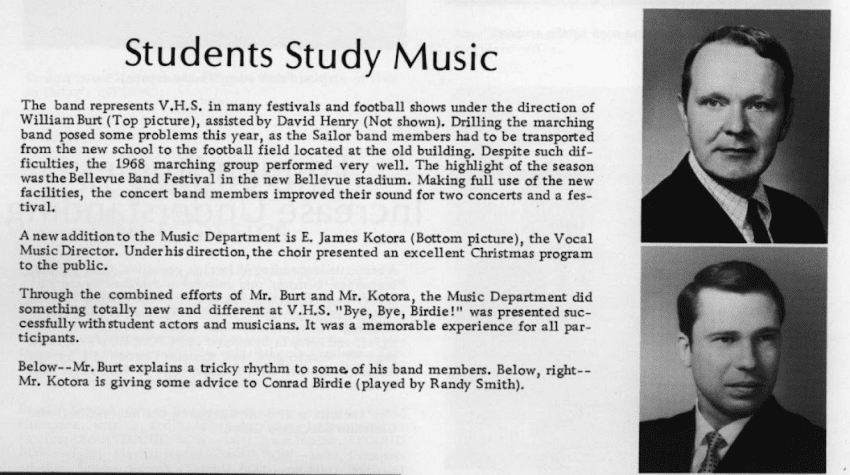 Students Study Music
The band represents V.H.S. in many festivals and football shows under the direction of
William Burt (Top picture), assisted by David Henry (Not shown). Drilling the marching
band posed some problems this year, as the Sailor band members had to be transported
from the new school to the football field located at the old building. Despite such dif-
ficulties, the 1968 marching group performed very well. The highlight of the season
was the Bellevue Band Festival in the new Bellevue stadium. Making full use of the new
facilities, the concert band members improved their sound for two concerts and a fes-
tival.
A new addition to the Music Department is E. James Kotora (Bottom picture), the Vocal
Music Director. Under his direction, the choir presented an excellent Christmas program
to the public.
Through the combined efforts of Mr. Burt and Mr. Kotora, the Music Department did
something totally new and different at V.H.S. "Bye, Bye, Birdie!" was presented suc-
cessfully with student actors and musicians. It was a memorable experience for all par-
ticipants.
Below--Mr. Burt explains a tricky rhythm to some of his band members. Below, right--
Mr. Kotora is giving some advice to Conrad Birdie (played by Randy Smith).